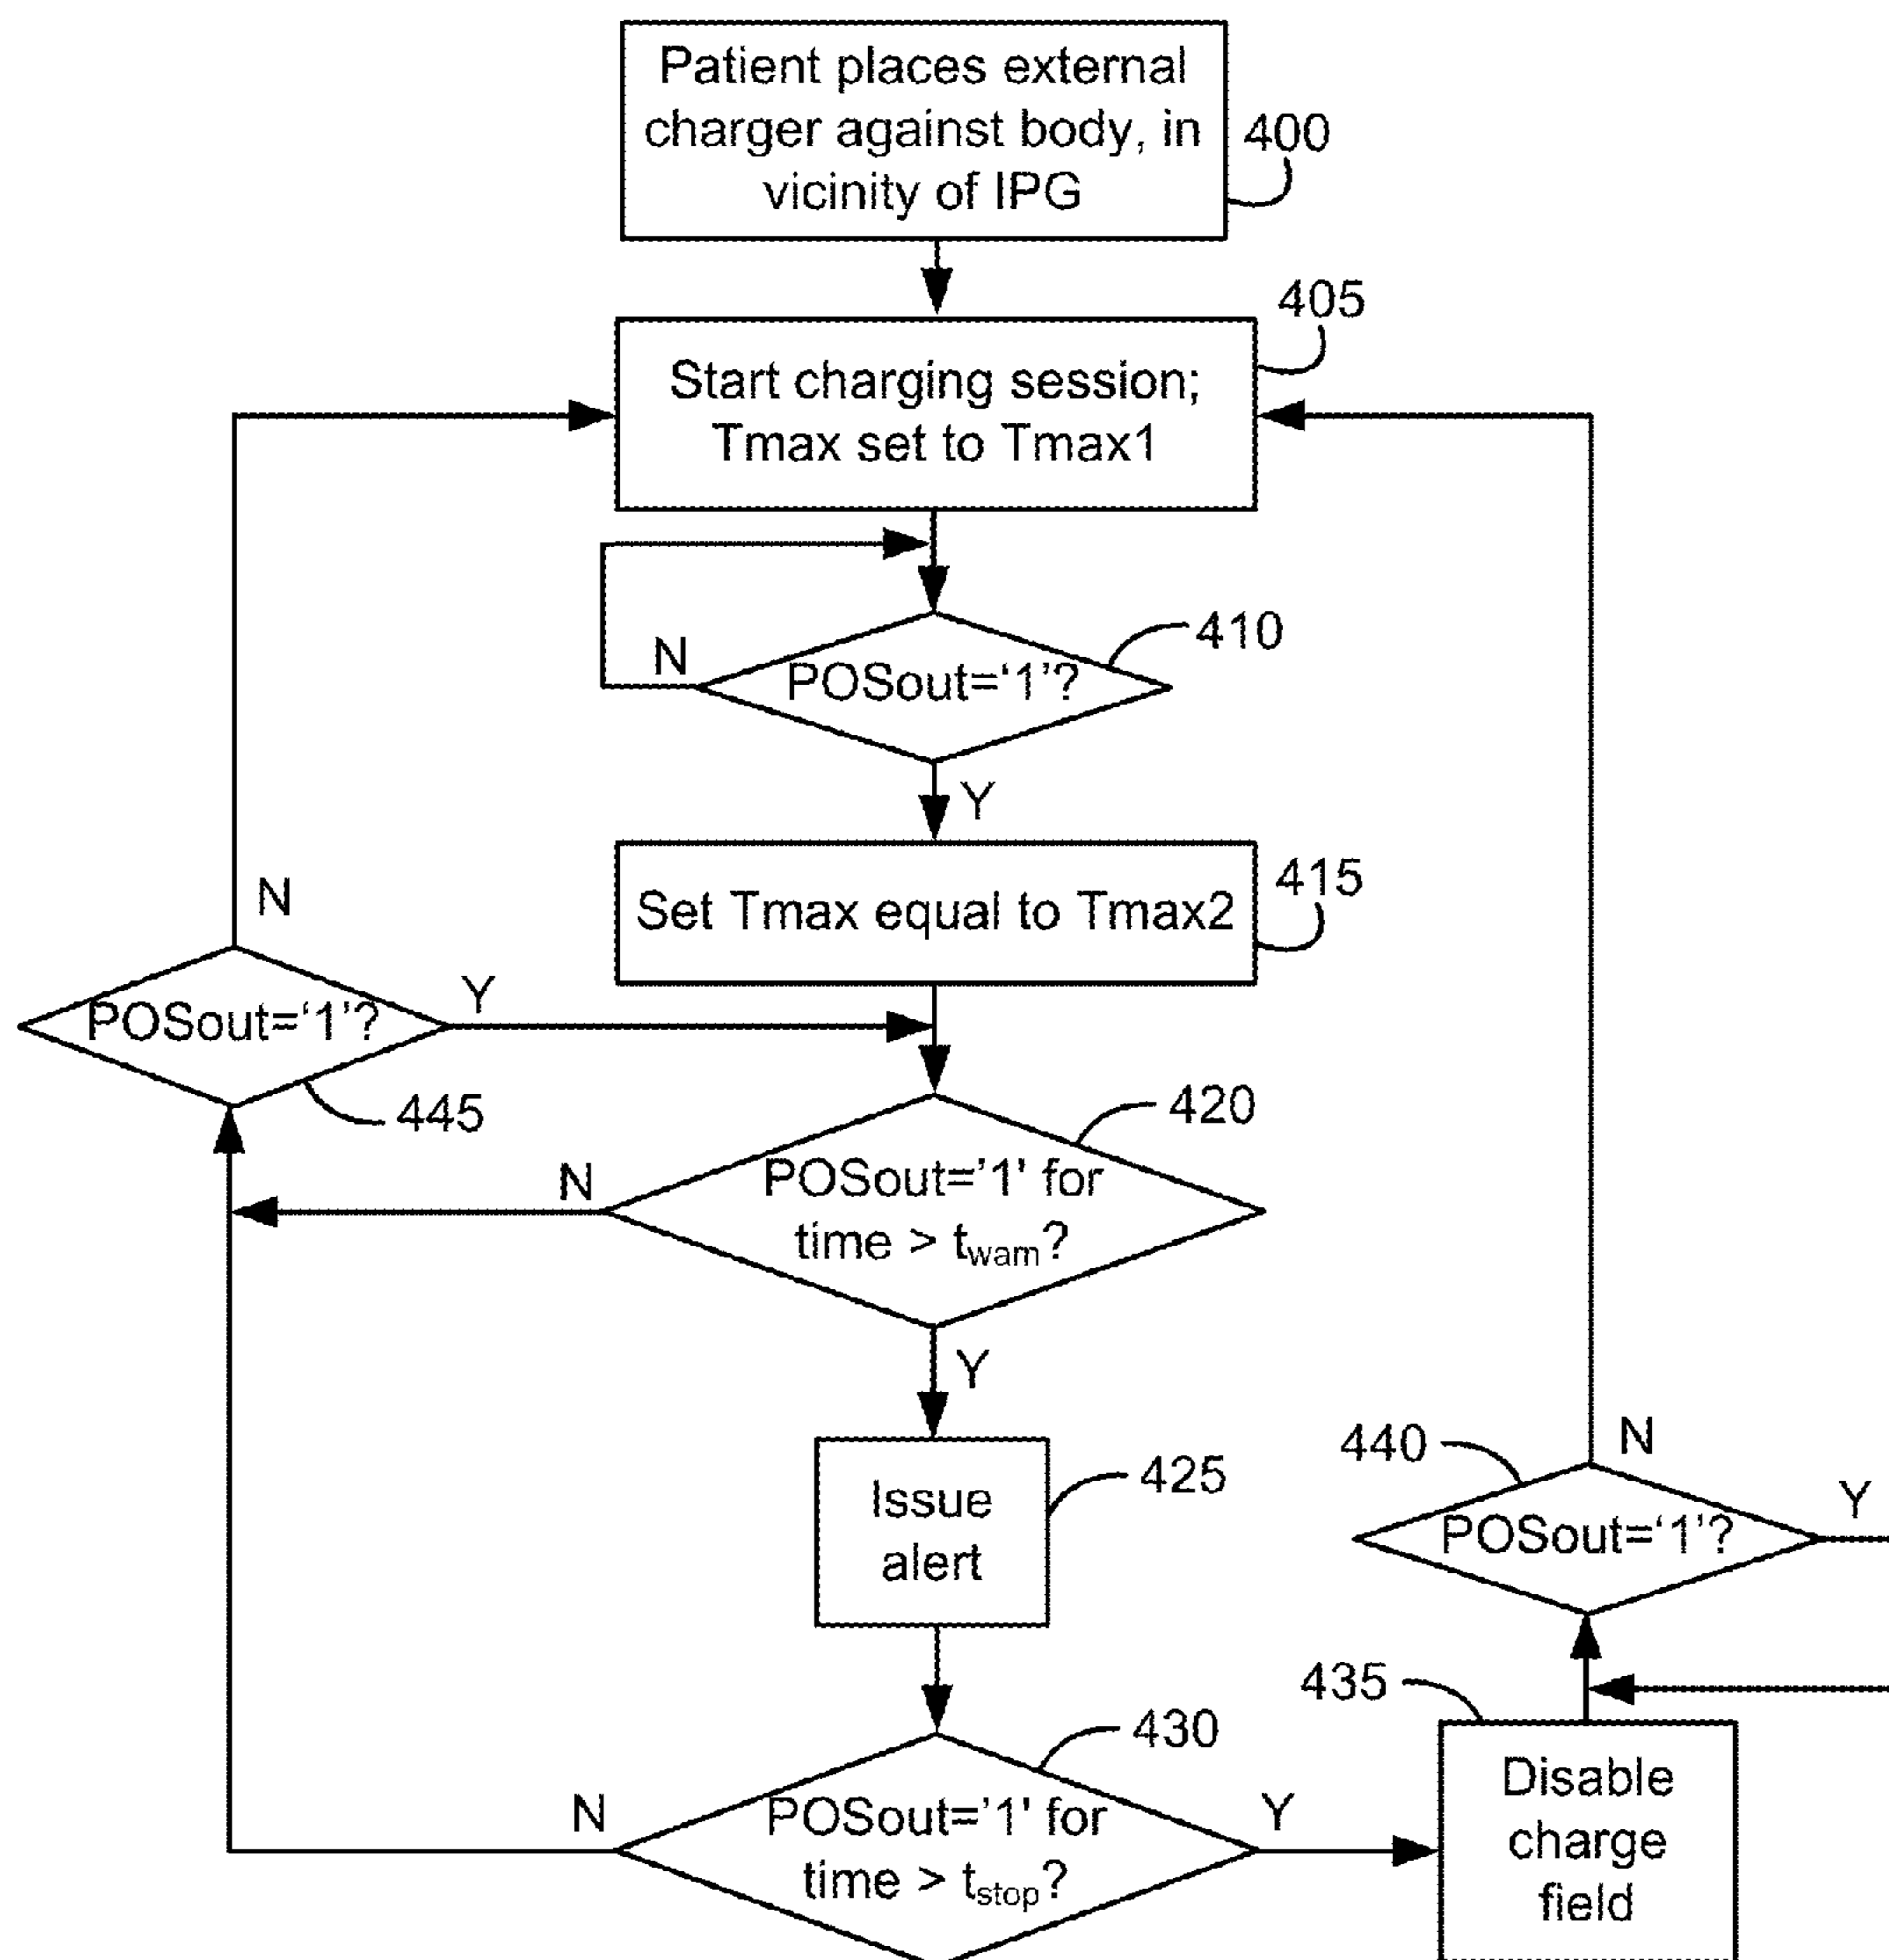 Patient places external
charger against body, in
vicinity of IPG
400
405
Start charging session;
Tmax set to Tmax1
410
N
POSout=‘1’?
Y
415
Set Tmax equal to Tmax2
N
POSout=‘1’?
Y
445
420
N
POSout=’1’ for
time > twarn?
Y
440
N
Y
POSout=‘1’?
425
Issue
alert
435
430
N
POSout=’1’ for
time > tstop?
Y
Disable
charge
field